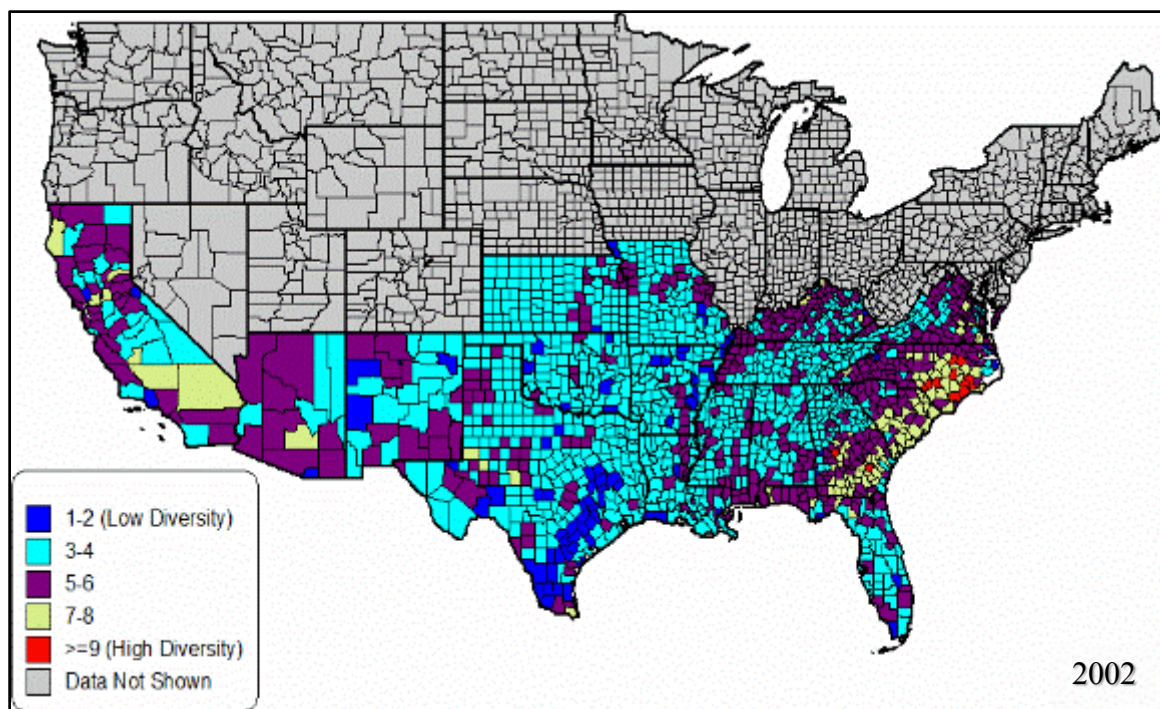 1-2 (Low Diversity)
3-4
5-6
7-8
>=9 (High Diversity)
Data Not Shown
2002